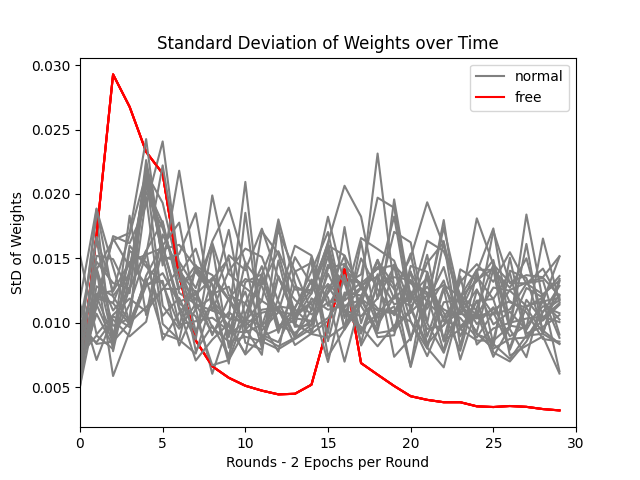 Standard Deviation of Weights over Time
0.030
0.025
0.020
0.015
0.010
0.005
StD of Weights
0
5
10
15
20
25
30
Rounds - 2 Epochs per Round
normal
free